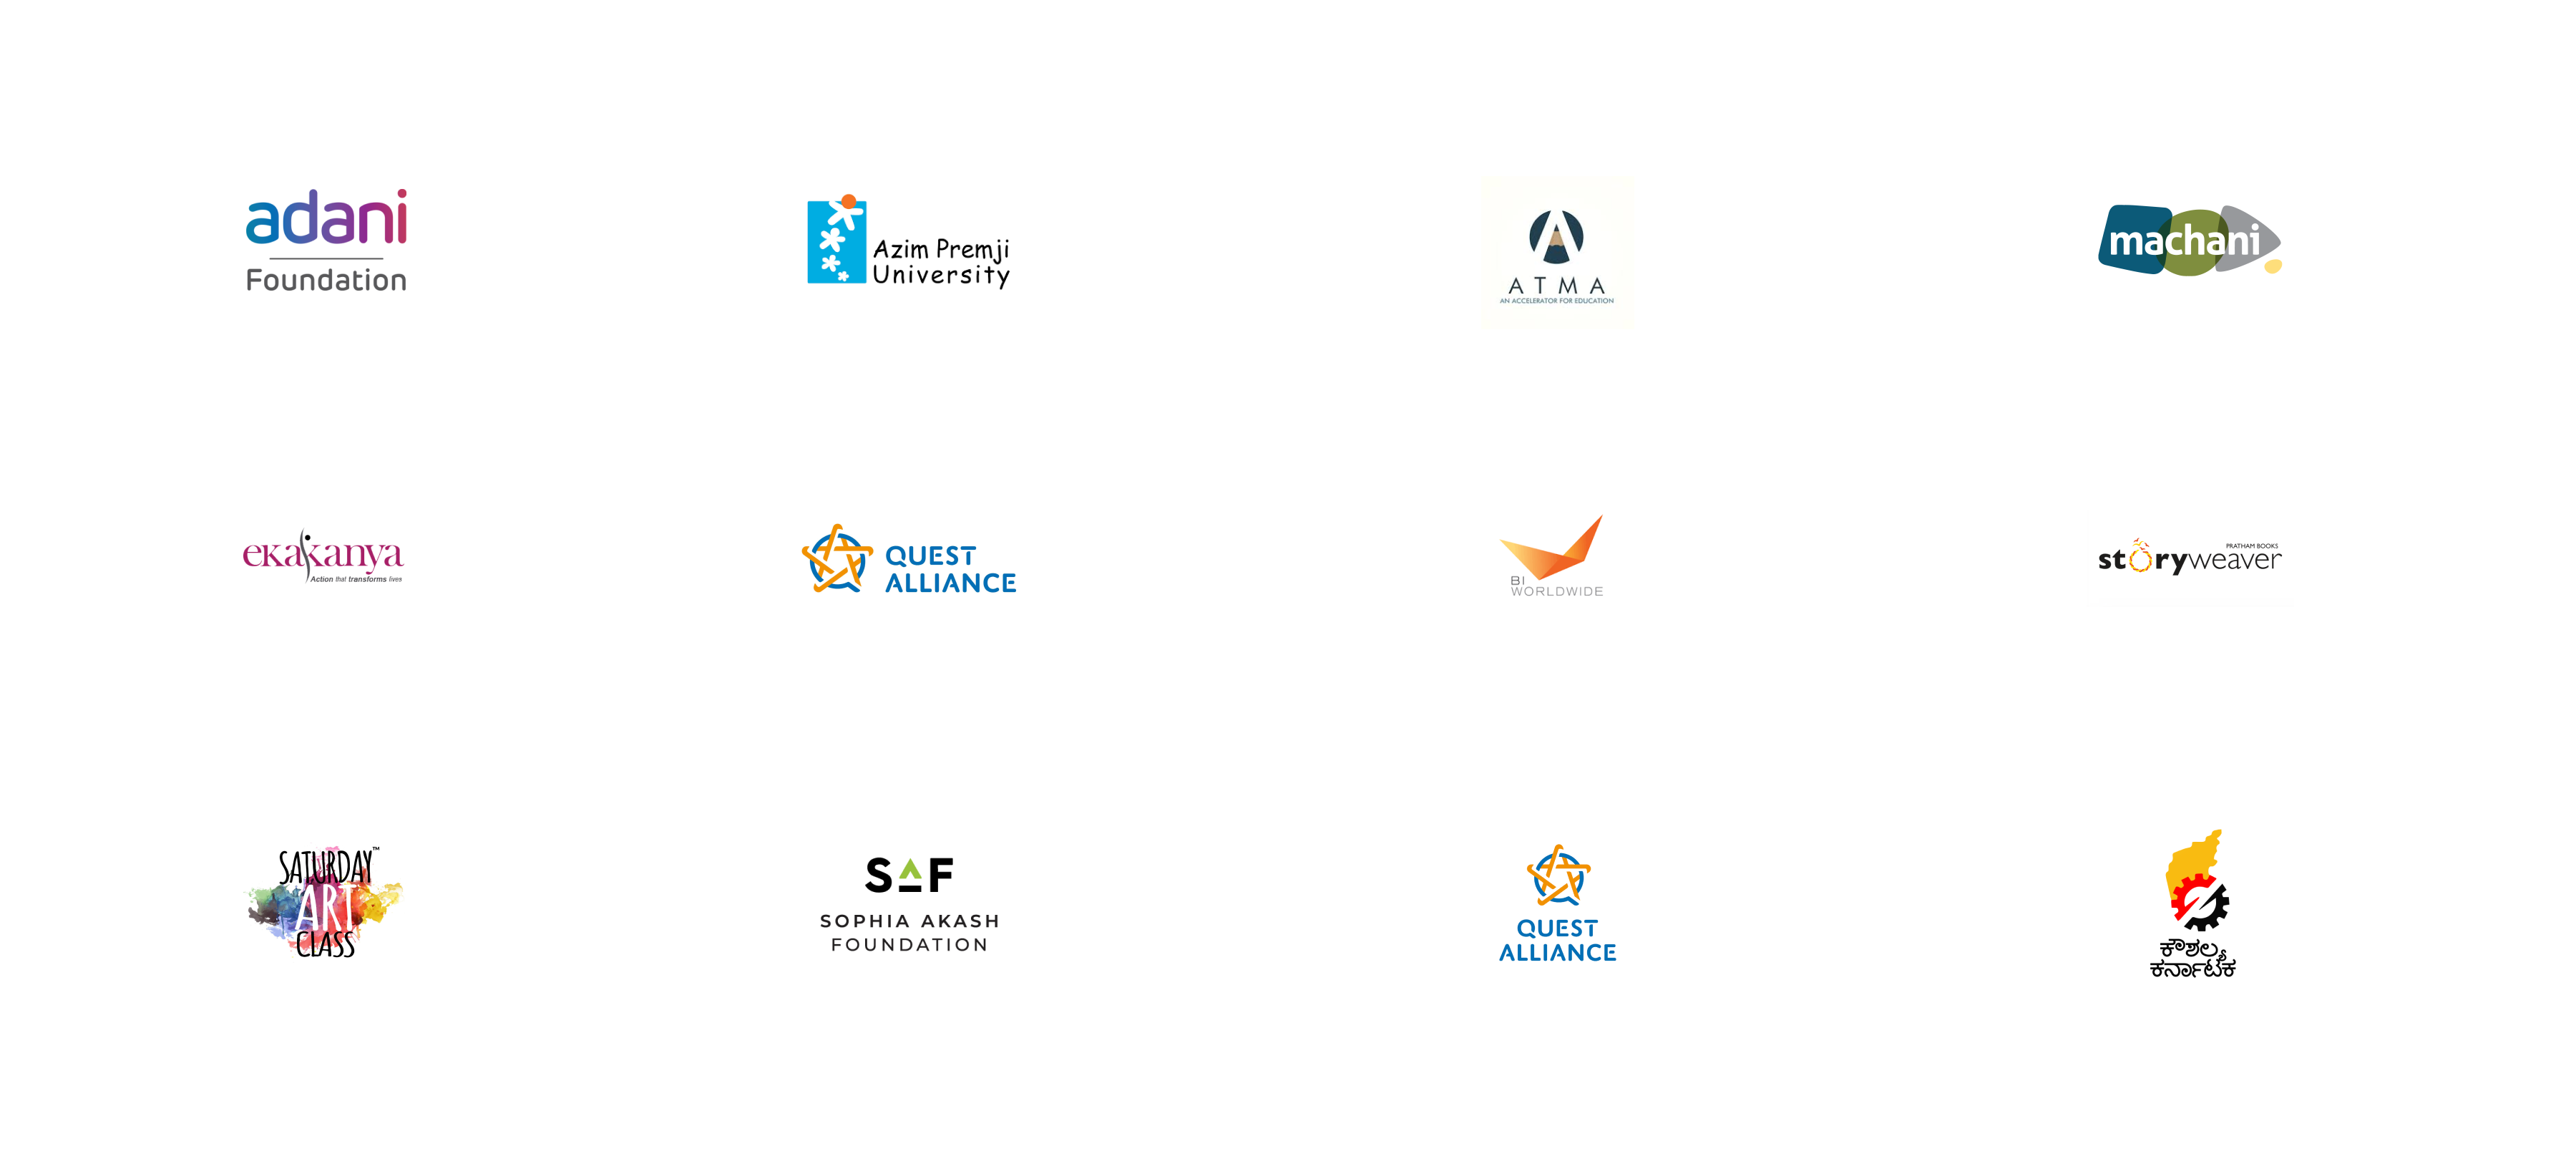 adani
Foundation
Azim Premji
University
ATMA
AN ACCELERATOR FOR EDUCATION
machani
ekakanya
Action that transforms lives
QUEST
ALLIANCE
BI
WORLDWIDE
PRATHAM BOOKS
storyweaver
SATURDAY™
ART
CLASS
SAF
SOPHIA AKASH
FOUNDATION
QUEST
ALLIANCE
ಕೌಶಲ್ಯ
ಕರ್ನಾಟಕ